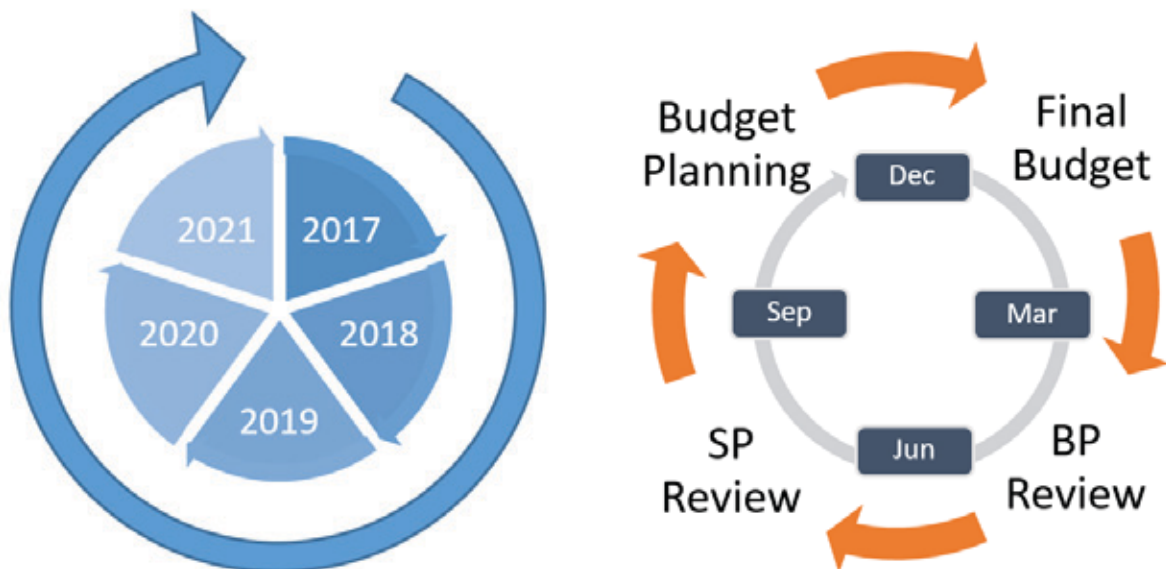 2021
2017
2020
2018
2019
Budget
Planning
Final
Budget
Dec
Sep
Mar
Jun
SP
Review
BP
Review